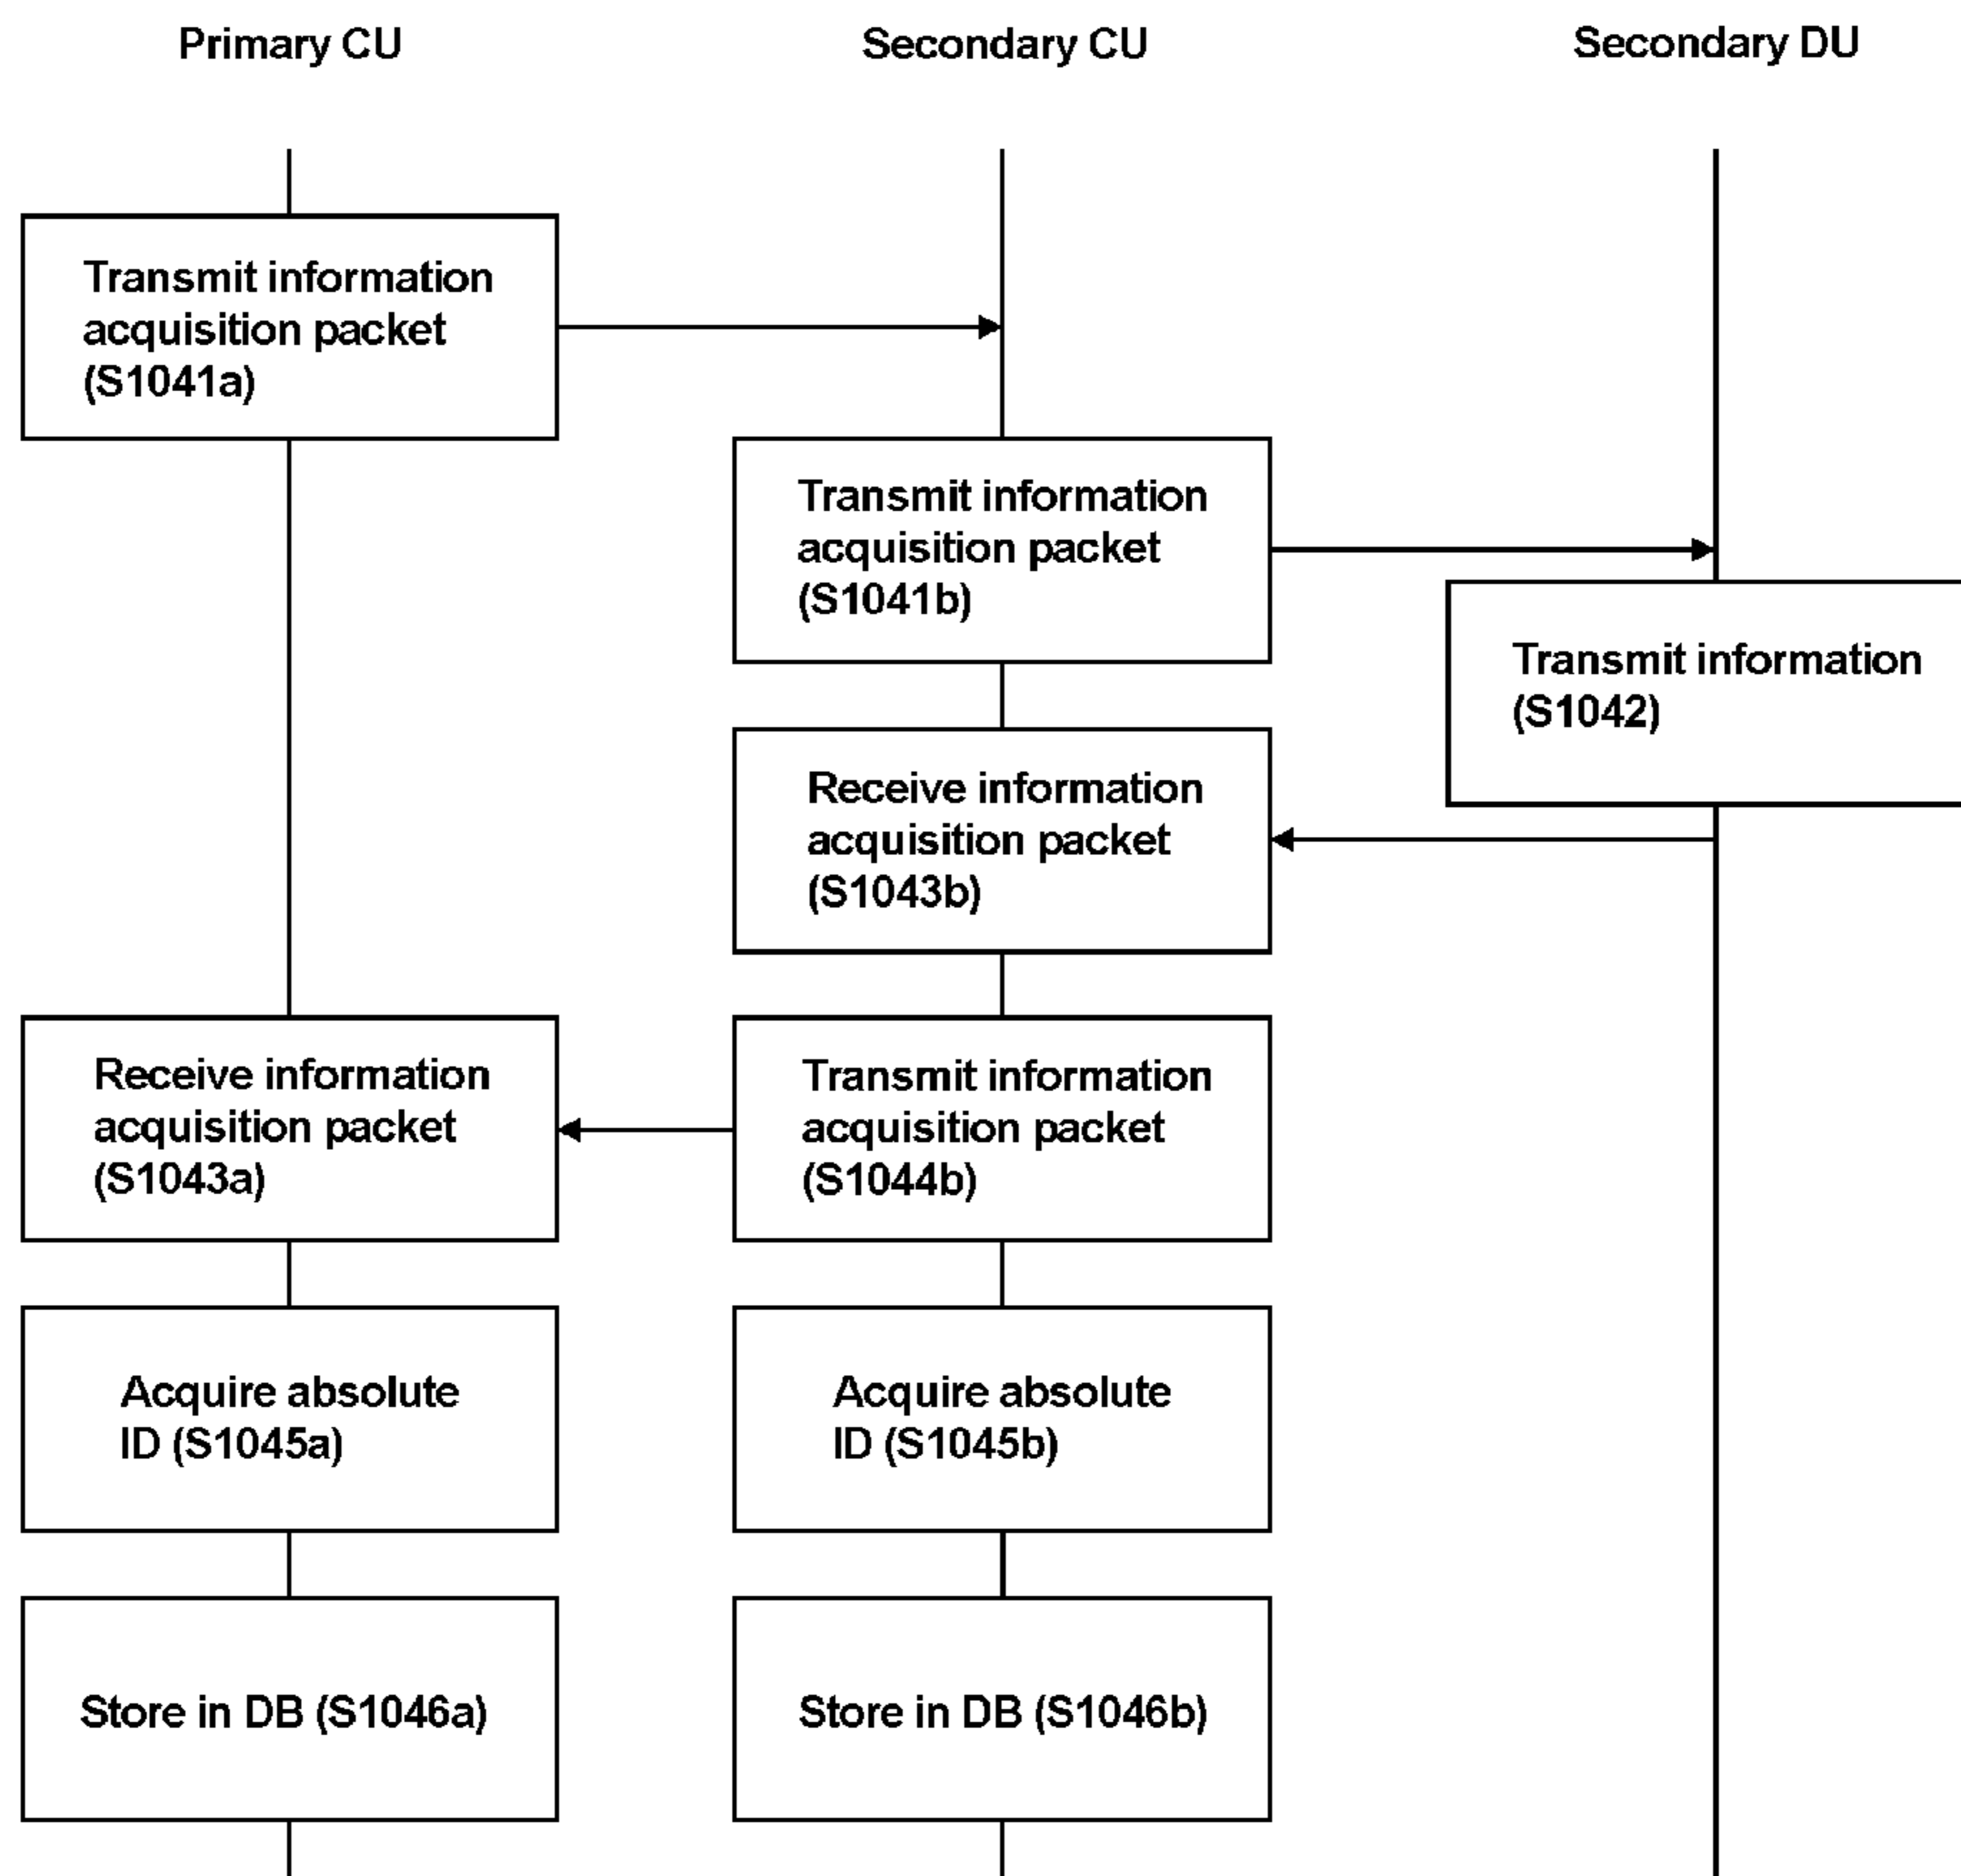 Primary CU
Secondary CU
Secondary DU
Transmit information
acquisition packet
(S1041a)
Transmit information
acquisition packet
(S1041b)
Transmit information
(S1042)
Receive information
acquisition packet
(S1043b)
Receive information
acquisition packet
(S1043a)
Transmit information
acquisition packet
(S1044b)
Acquire absolute
ID (S1045a)
Acquire absolute
ID (S1045b)
Store in DB (S1046a)
Store in DB (S1046b)